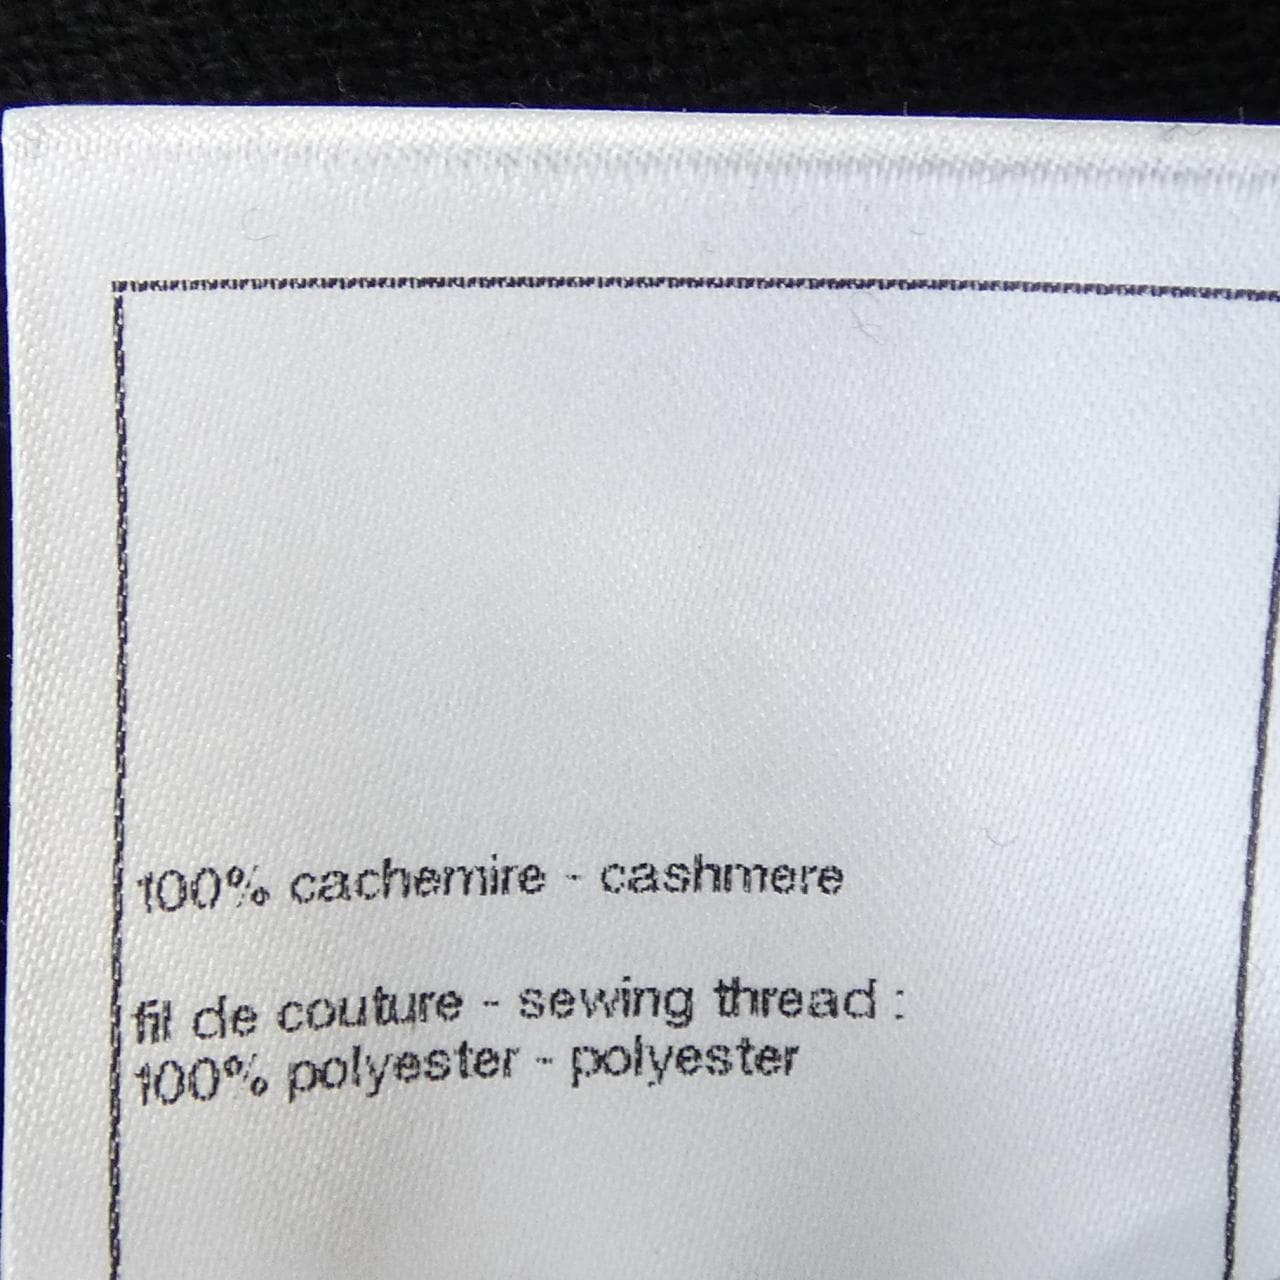 100% cachemire - cashmere
fil de couture - sewing thread :
100% polyester - polyester